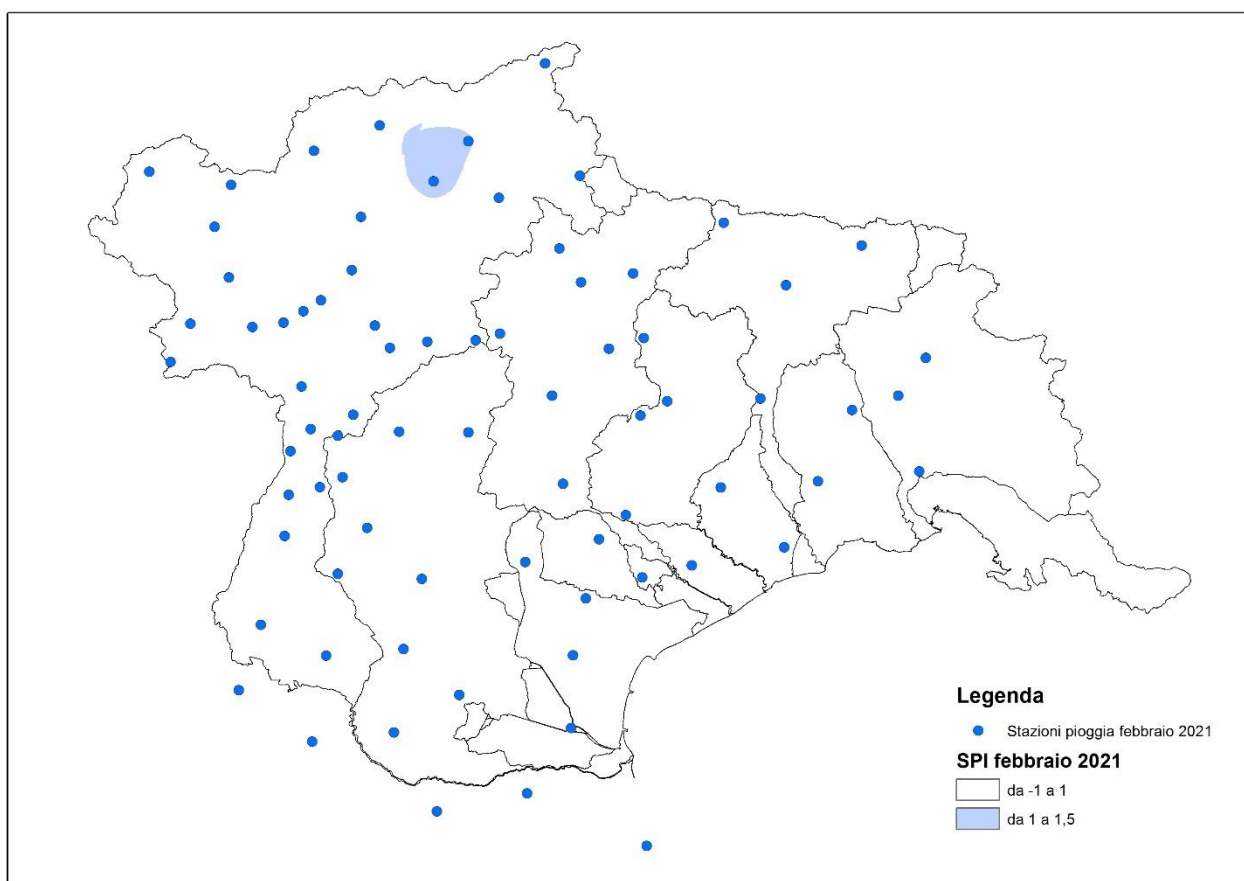 Legenda
Stazioni pioggia febbraio 2021
SPI febbraio 2021
da -1 a 1
da 1 a 1,5